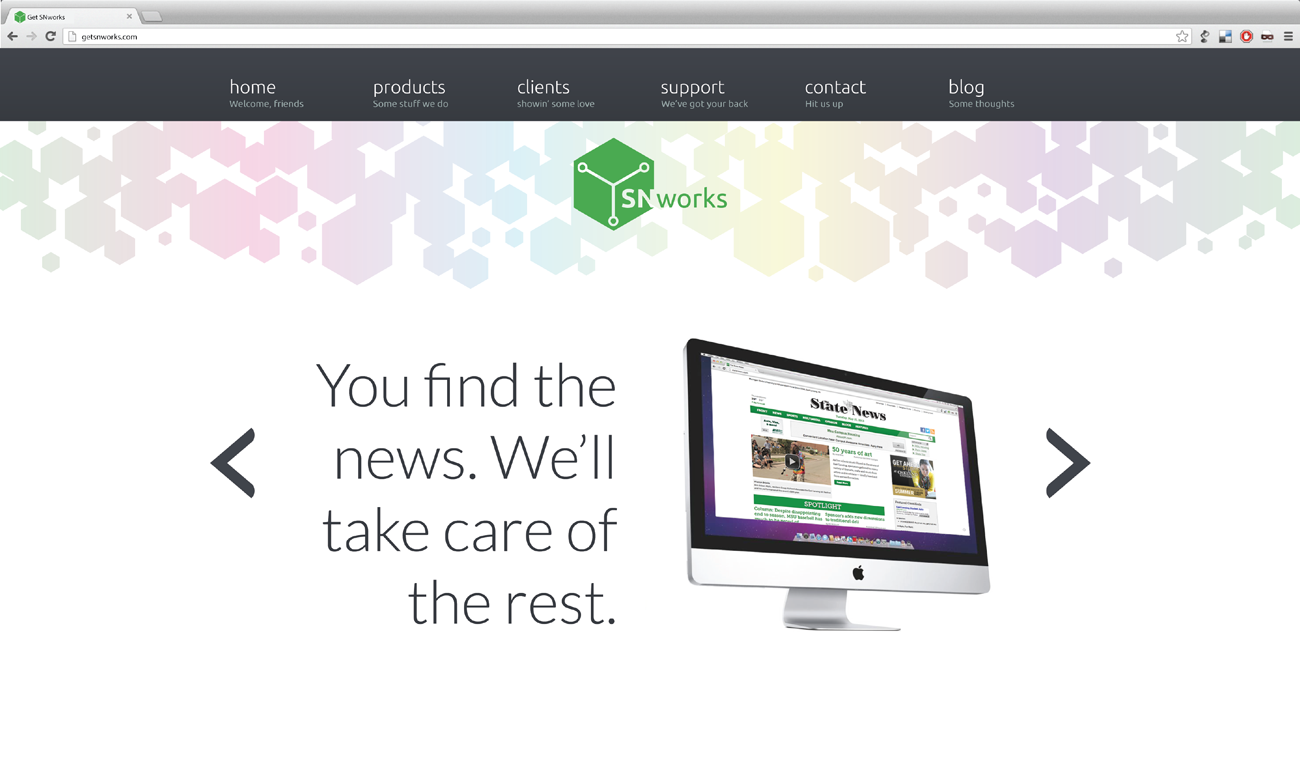 Get SNworks
getsnworks.com
home
Welcome, friends
products
Some stuff we do
clients
showin' some love
support
We've got your back
contact
Hit us up
blog
Some thoughts
SNworks
You find the
news. We'll
take care of
the rest.
State News
50 years of art
SPOTLIGHT